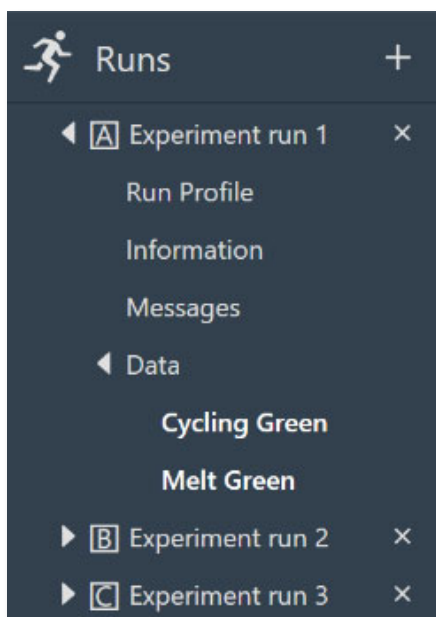 Runs +
A Experiment run 1 ×
Run Profile
Information
Messages
Data
Cycling Green
Melt Green
B Experiment run 2 ×
C Experiment run 3 ×